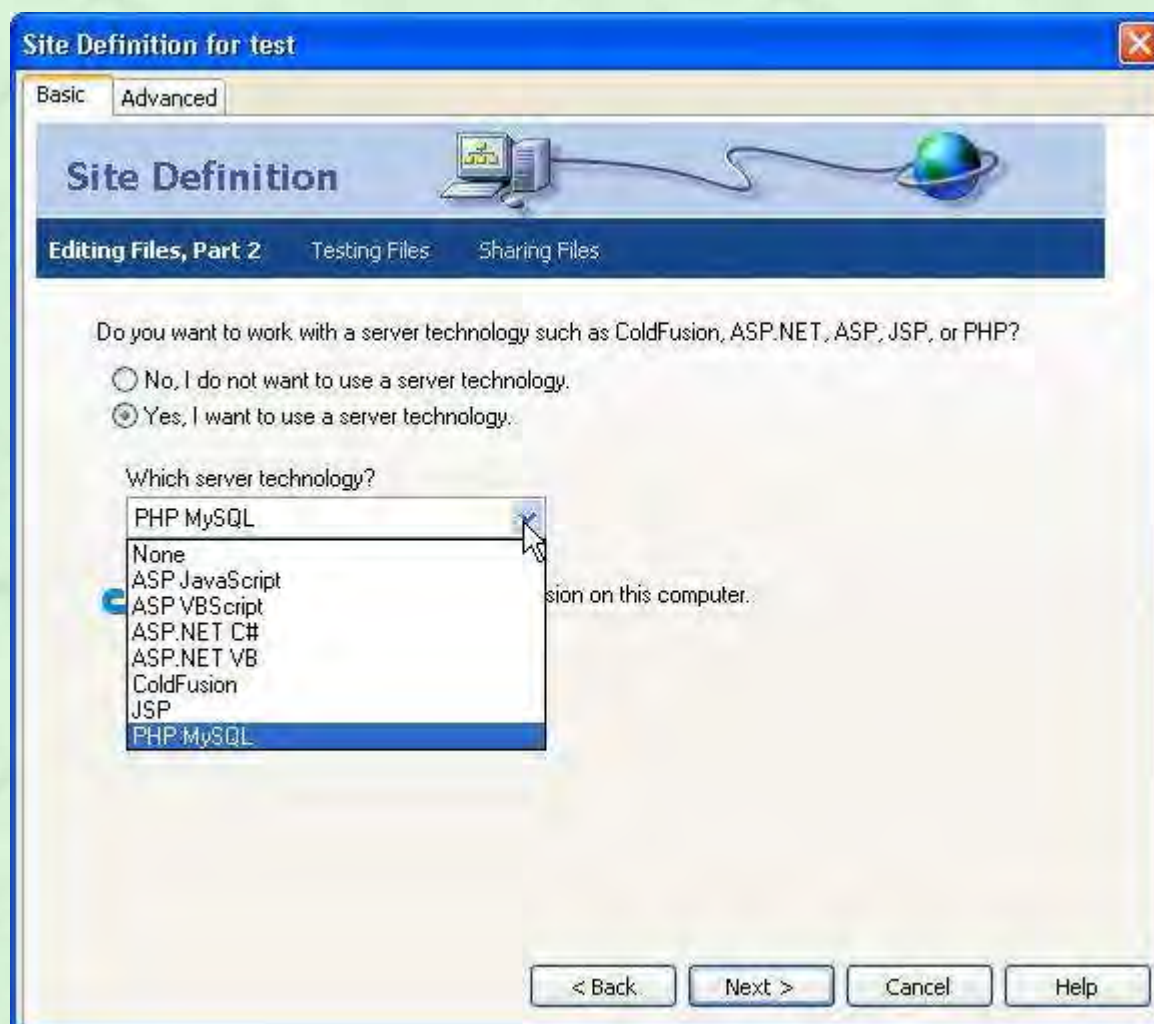 Site Definition for test
Basic Advanced
Site Definition
Editing Files, Part 2 Testing Files Sharing Files
Do you want to work with a server technology such as ColdFusion, ASP.NET, ASP, JSP, or PHP?
No, I do not want to use a server technology.
Yes, I want to use a server technology.
Which server technology?
PHP MySQL
None
ASP JavaScript
sion on this computer.
ASP VBScript
ASP.NET C#
ASP.NET VB
ColdFusion
JSP
PHP MySQL
< Back Next > Cancel Help